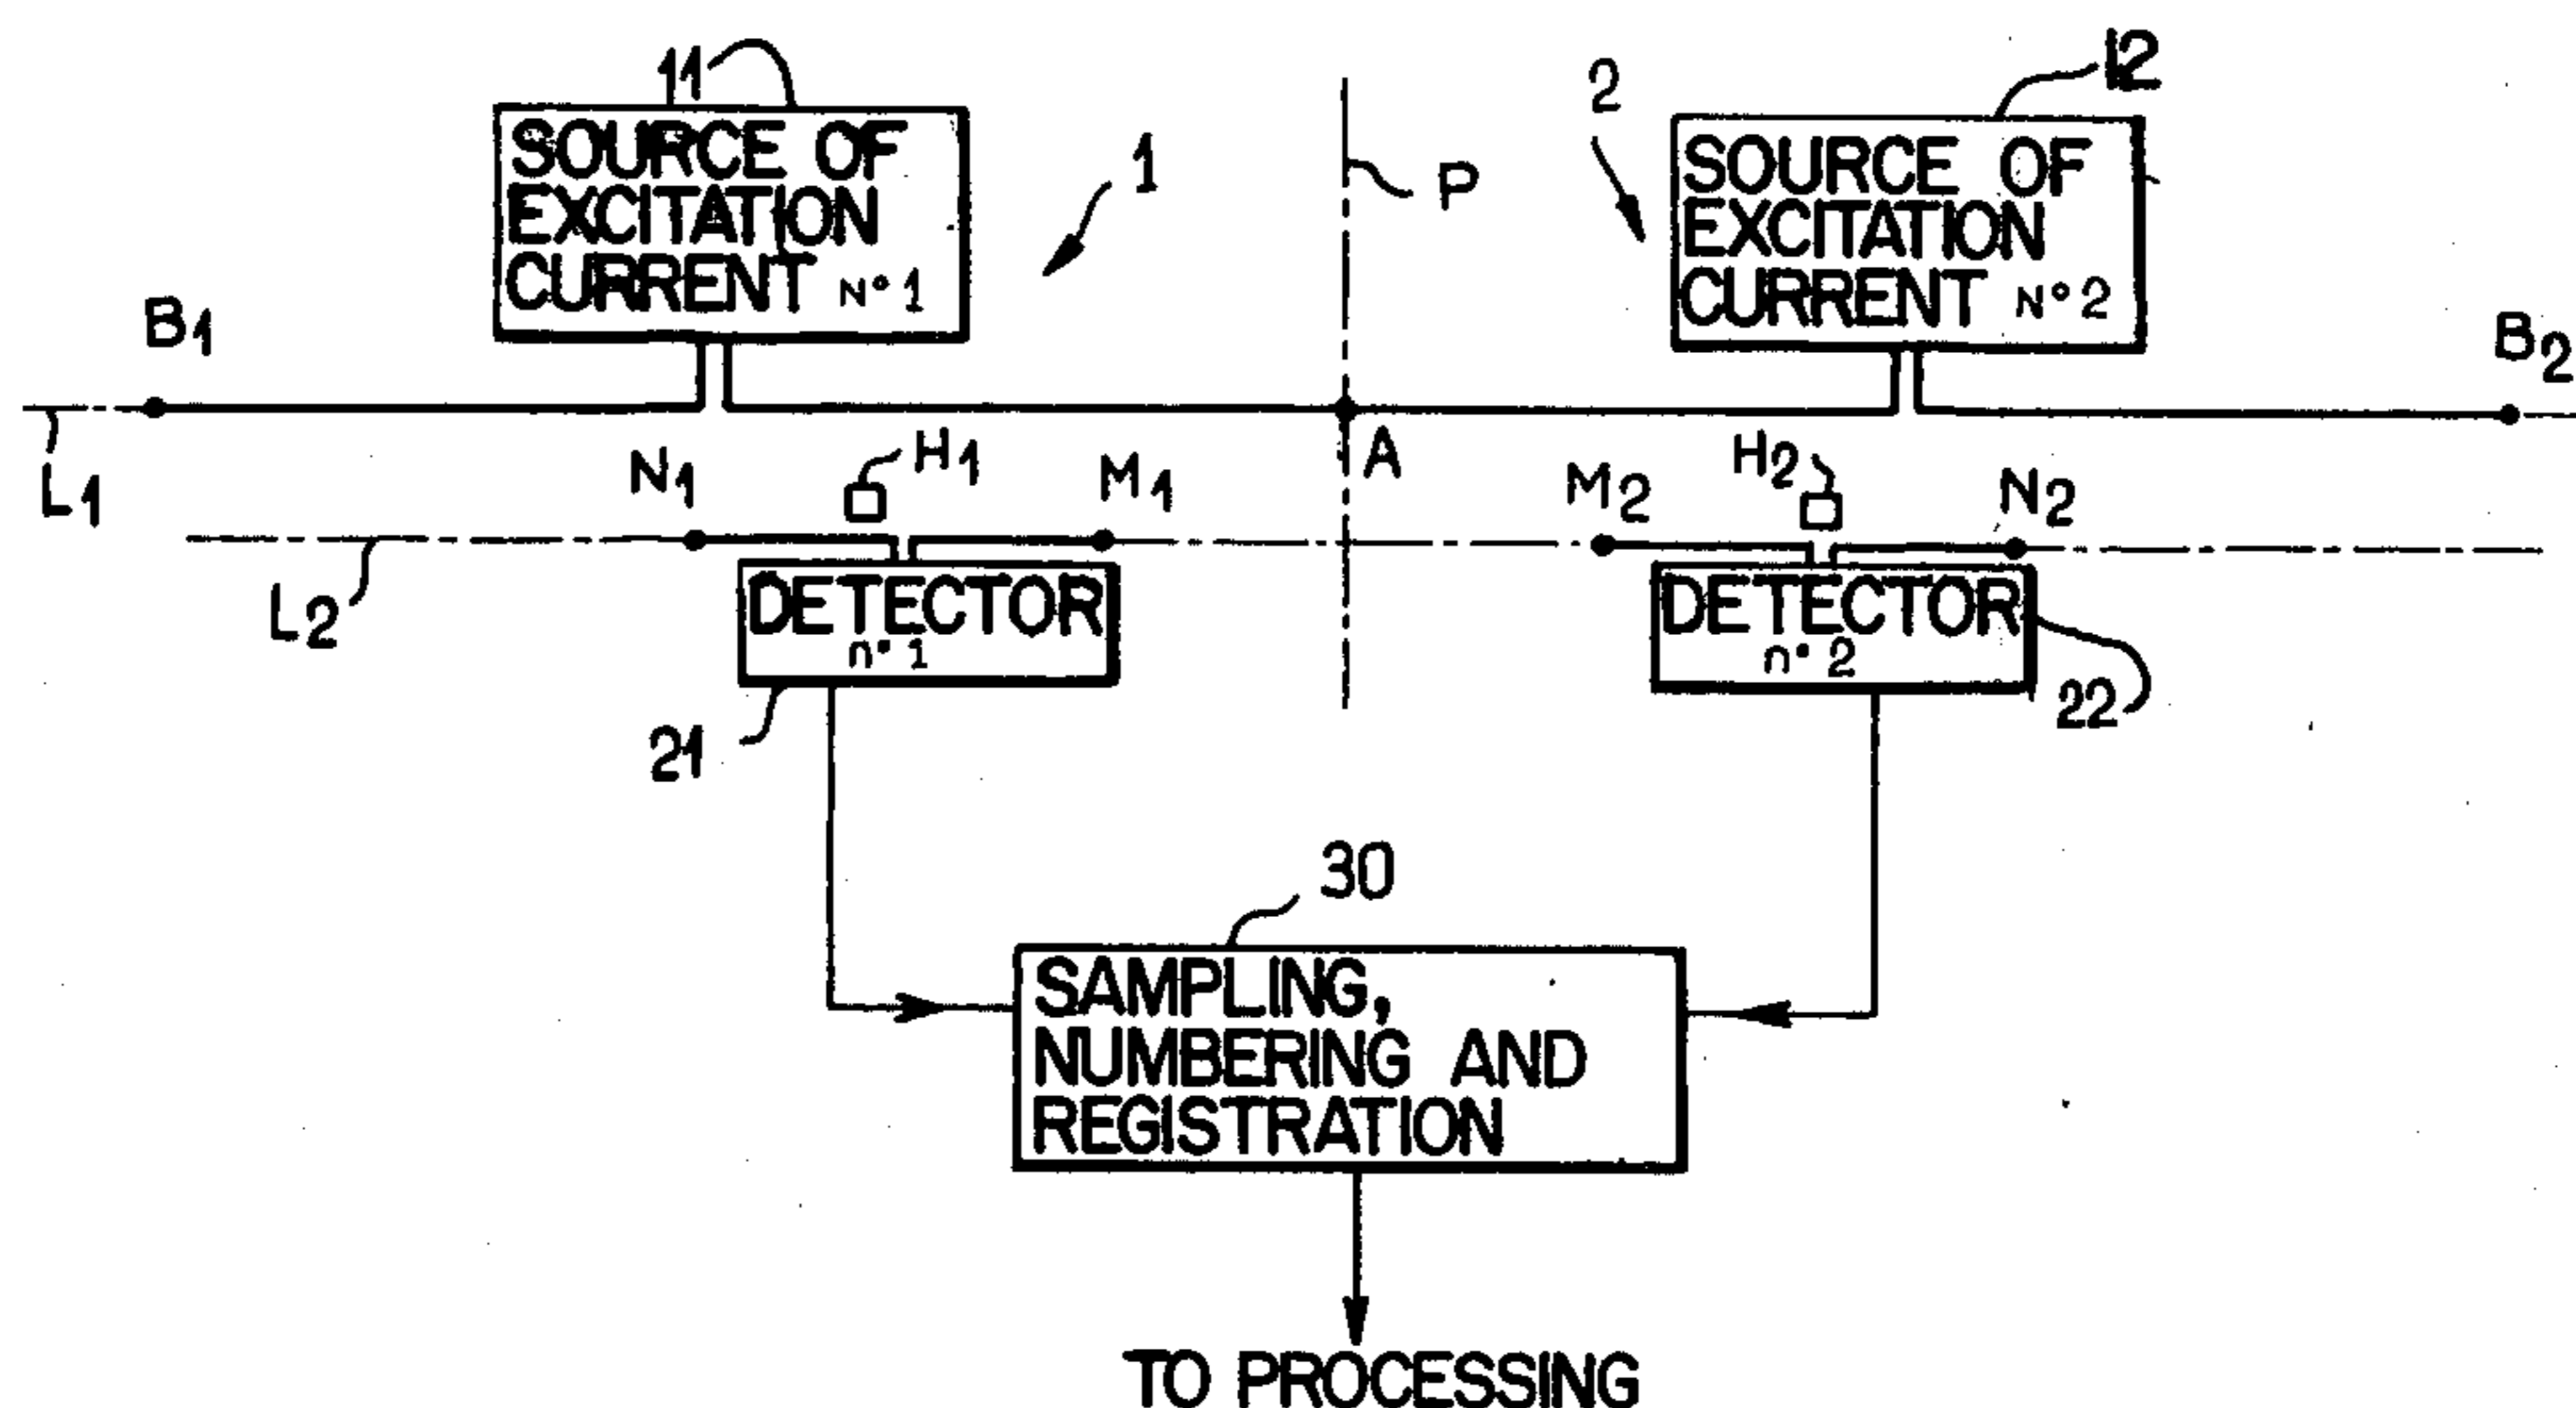 11
12
SOURCE OF
EXCITATION
CURRENT N°1
1
P
2
SOURCE OF
EXCITATION
CURRENT N°2
B1
B2
L1
N1
H1
M1
A
M2
H2
N2
L2
DETECTOR
n°1
DETECTOR
n°2
21
22
30
SAMPLING,
NUMBERING AND
REGISTRATION
TO PROCESSING